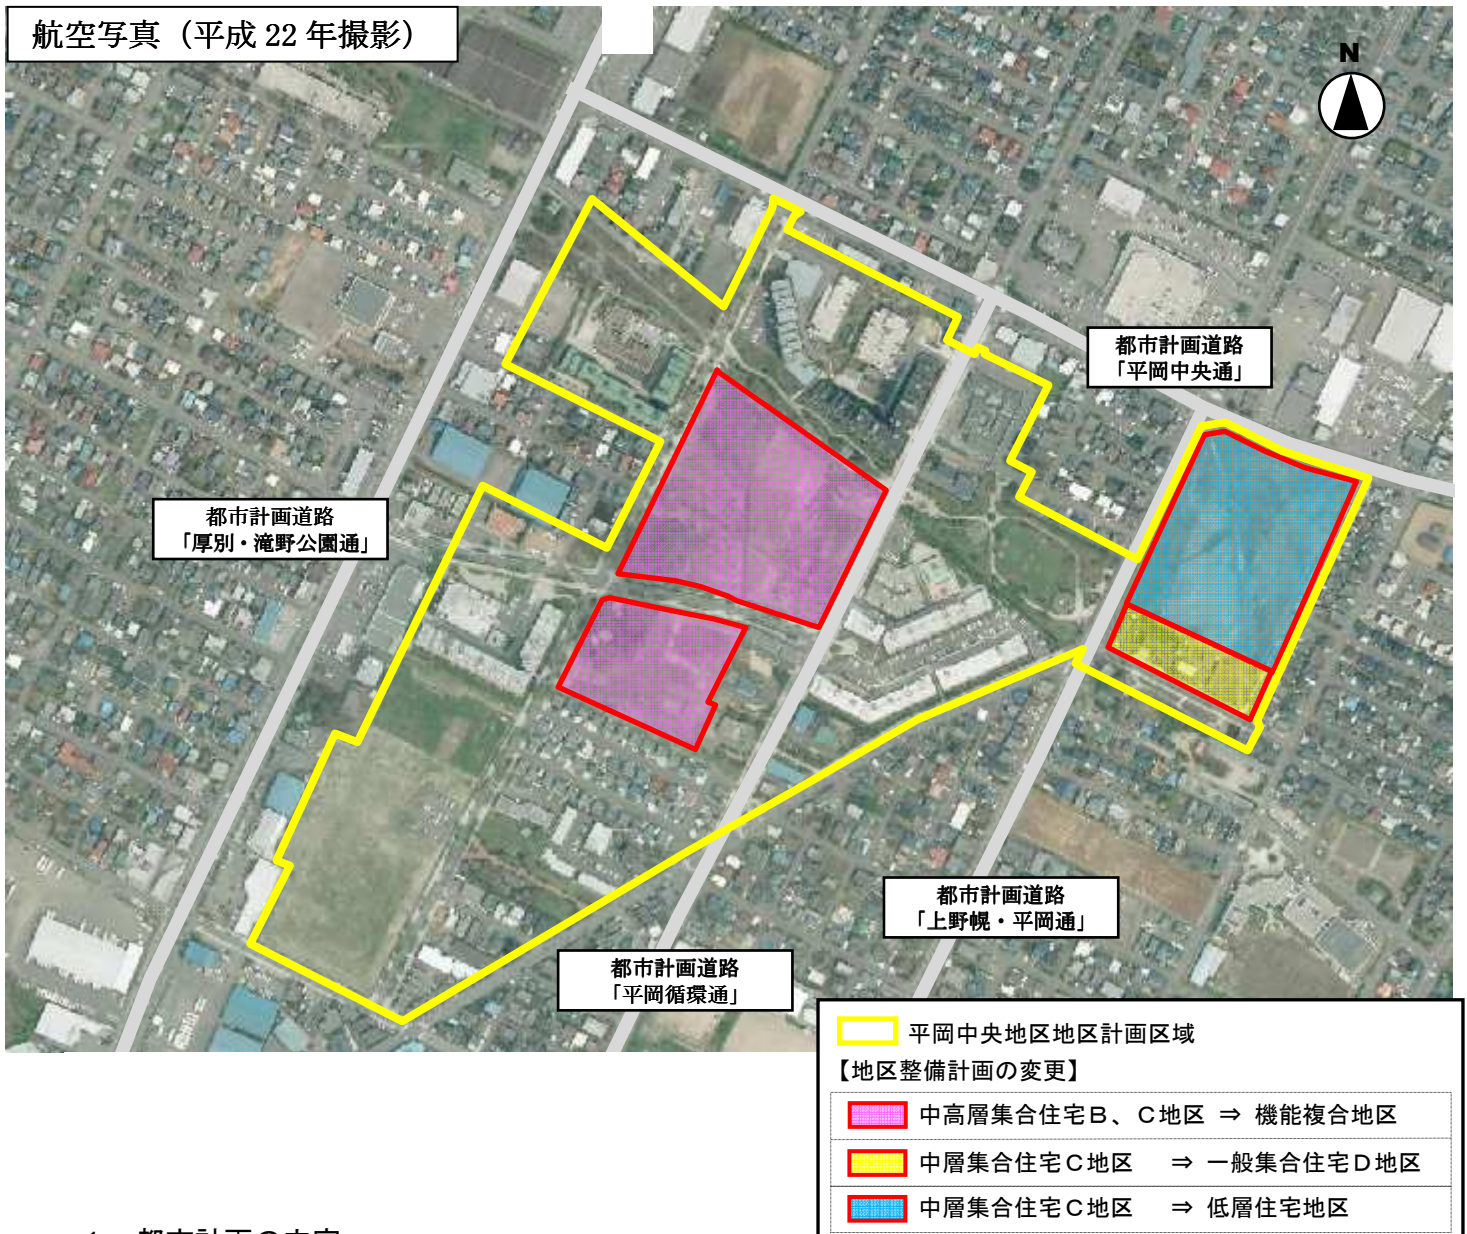 航空写真（平成 22 年撮影）
N
都市計画道路
「平岡中央通」
都市計画道路
「厚別・滝野公園通」
都市計画道路
「上野幌・平岡通」
都市計画道路
「平岡循環通」
平岡中央地区地区計画区域
【地区整備計画の変更】
中高層集合住宅Ｂ、Ｃ地区 ⇒ 機能複合地区
中層集合住宅Ｃ地区 ⇒ 一般集合住宅Ｄ地区
中層集合住宅Ｃ地区 ⇒ 低層住宅地区